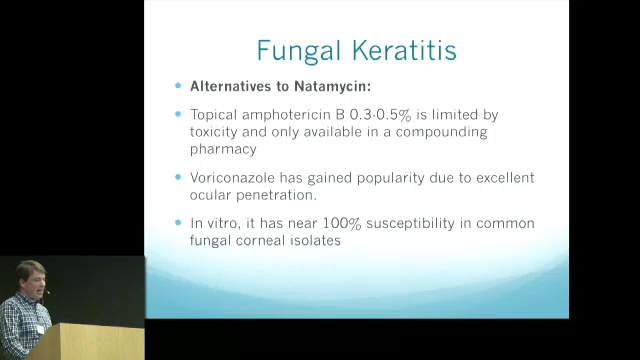 Fungal Keratitis
Alternatives to Natamycin:
Topical amphotericin B 0.3-0.5% is limited by
toxicity and only available in a compounding
pharmacy
Voriconazole has gained popularity due to excellent
ocular penetration.
In vitro, it has near 100% susceptibility in common
fungal corneal isolates